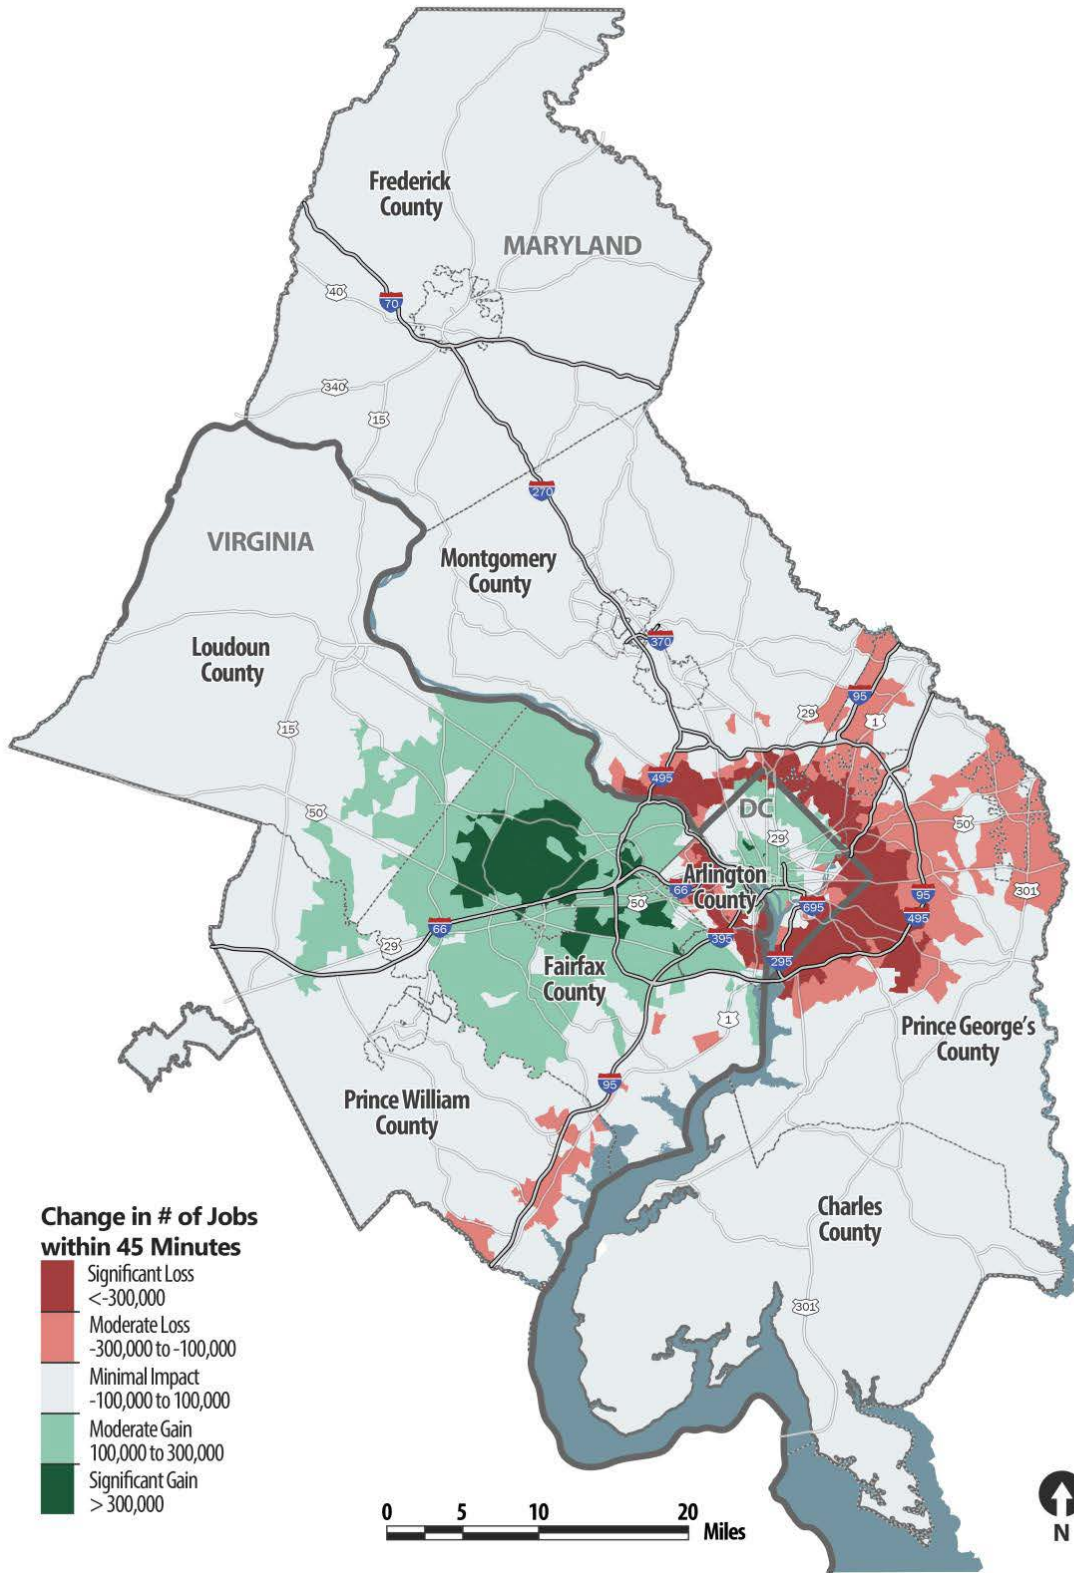 Frederick
County
MARYLAND
40
70
340
15
270
VIRGINIA
Montgomery
County
370
Loudoun
County
95
29
1
15
495
50
DC
50
29
Arlington
County
66
50
301
95
695
495
66
29
395
295
Fairfax
County
1
Prince George's
County
95
Prince William
County
Charles
County
301
Change in # of Jobs
within 45 Minutes
Significant Loss
<-300,000
Moderate Loss
-300,000 to -100,000
Minimal Impact
-100,000 to 100,000
Moderate Gain
100,000 to 300,000
Significant Gain
> 300,000
0 5 10 20
Miles
N